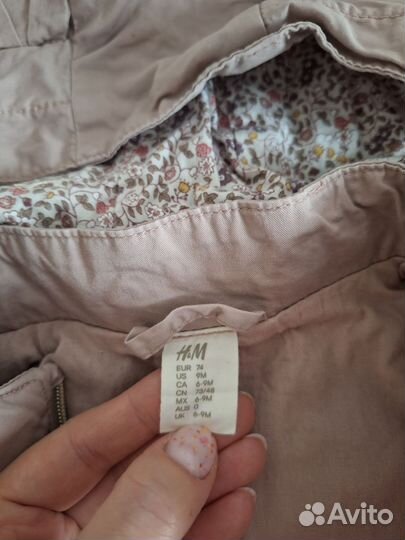 H&M
EUR 74
US 9M
CA 6-9M
CN 73/48
MX 6-9M
AUS 0
UK 6-9M
Avito